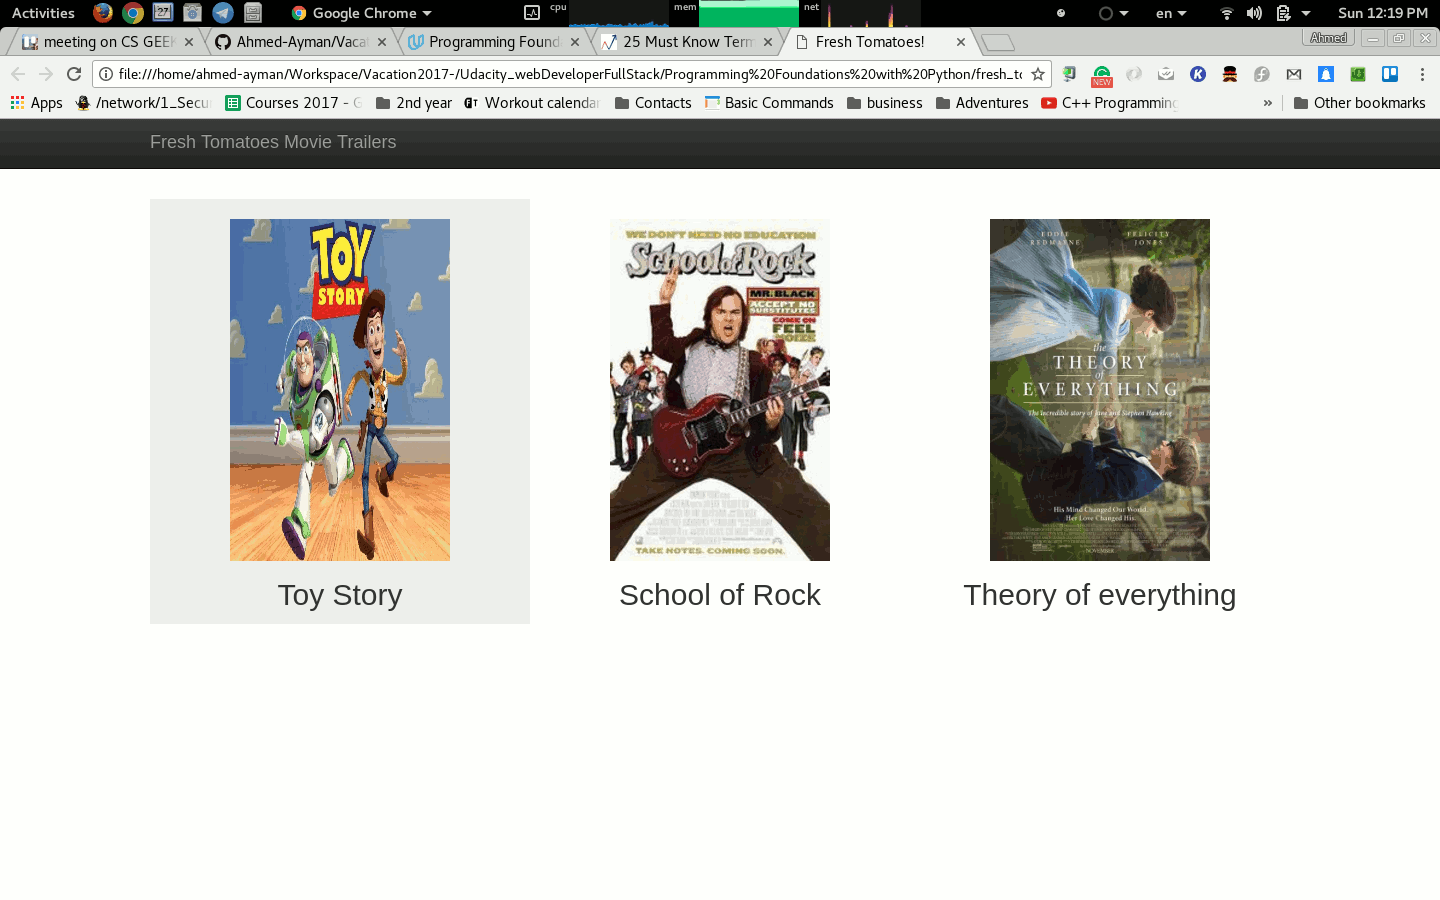 Activities Google Chrome cpu mem net en Sun 12:19 PM
meeting on CS GEEK Ahmed-Ayman/Vaca Programming Found 25 Must Know Term Fresh Tomatoes! Ahmed
file:///home/ahmed-ayman/Workspace/Vacation2017-/Udacity_webDeveloperFullStack/Programming%20Foundations%20with%20Python/fresh_to NEW
Apps /network/1_Secur Courses 2017 - G 2nd year Workout calendar Contacts Basic Commands business Adventures C++ Programming » Other bookmarks
Fresh Tomatoes Movie Trailers
TOY
STORY
Toy Story
WE DON'T NEED NO EDUCATION
School of Rock
MR. BLACK
ACCEPT NO
SUBSTITUTES
COME ON
FEEL
NOIZE
TAKE NOTES. COMING SOON.
School of Rock
EDDIE REDMAYNE
FELICITY JONES
the
THEORY
of
EVERYTHING
The incredible story of Jane and Stephen Hawking
His Mind Changed Our World.
Her Love Changed His.
NOVEMBER
Theory of everything